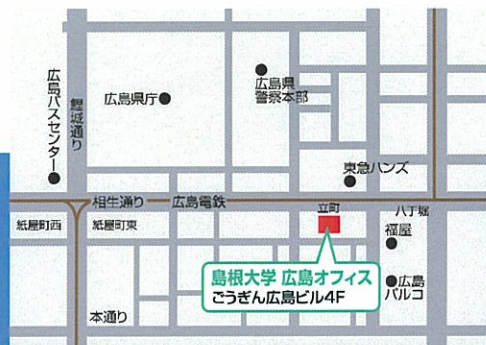 広島バスセンター
鯉城通り
広島県庁
広島県
警察本部
東急ハンズ
相生通り
広島電鉄
立町
八丁堀
紙屋町西
紙屋町東
福屋
島根大学 広島オフィス
ごうぎん広島ビル4F
広島
パルコ
本通り